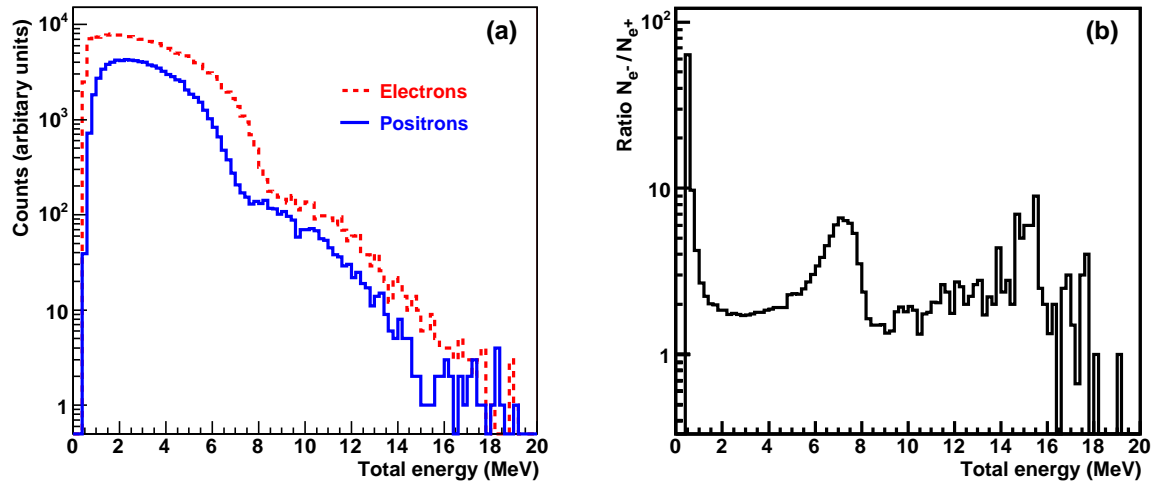 (a)
Counts (arbitary units)
10^4
10^3
10^2
10
1
Electrons
Positrons
0 2 4 6 8 10 12 14 16 18 20
Total energy (MeV)
(b)
Ratio N_e-/N_e+
10^2
10
1
0 2 4 6 8 10 12 14 16 18 20
Total energy (MeV)